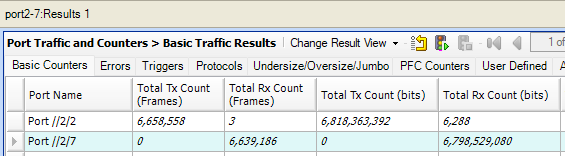 port2-7:Results 1
Port Traffic and Counters > Basic Traffic Results | Change Result View 1 of
Basic Counters Errors Triggers Protocols Undersize/Oversize/Jumbo PFC Counters User Defined A
Port Name Total Tx Count (Frames) Total Rx Count (Frames) Total Tx Count (bits) Total Rx Count (bits)
Port //2/2 6,658,558 3 6,818,363,392 6,288
Port //2/7 0 6,639,186 0 6,798,529,080